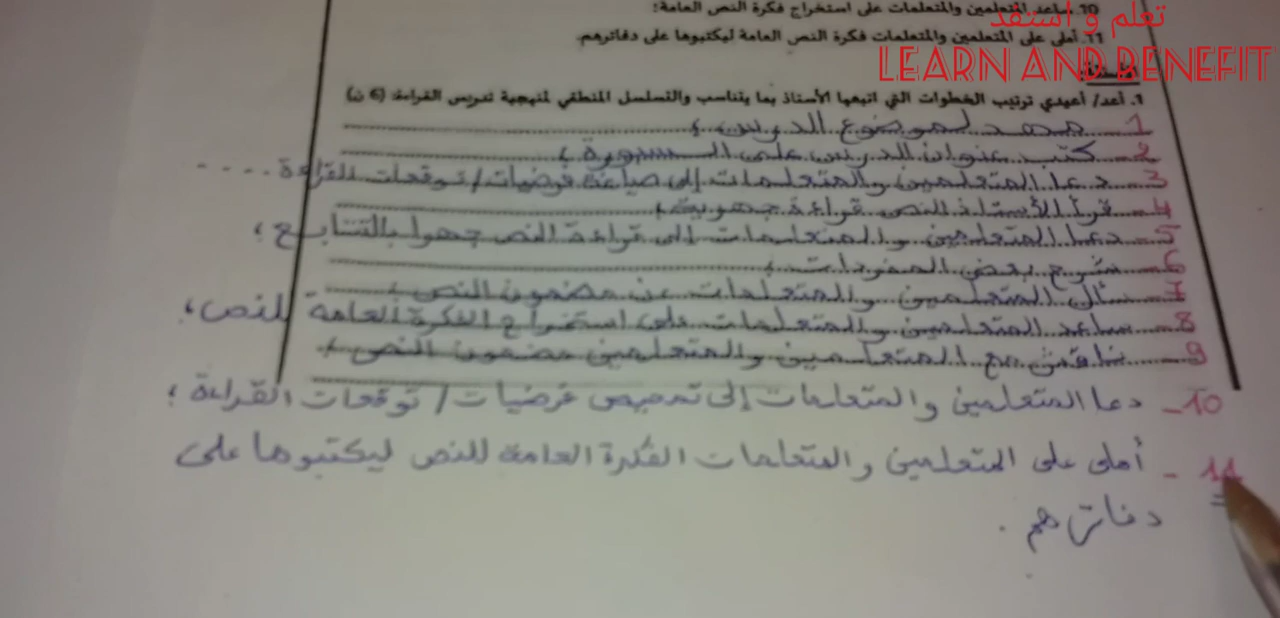 10. ساعد المتعلمين والمتعلمات على استخراج فكرة النص العامة؛
تعلم و استفد
11. أملى على المتعلمين والمتعلمات فكرة النص العامة ليكتبوها على دفاترهم.
LEARN AND BENEFIT
1. أعد/ أعيدي ترتيب الخطوات التي اتبعها الأستاذ بما يتناسب والتسلسل المنطقي لمنهجية تدريس القراءة: (6 ن)
1 مهد لموضوع الدرس ؛
2 كتب عنوان الدرس على السبورة ؛
3 دعا المتعلمين والمتعلمات إلى صياغة فرضيات / توقعات للقراءة ....
4 قرأ الأستاذ النص قراءة جهرية ؛
5 دعا المتعلمين والمتعلمات إلى قراءة النص جهرا بالتتابع ؛
6 شرح بعض المفردات ؛
7 سأل المتعلمين والمتعلمات عن مضمون النص ؛
8 ساعد المتعلمين والمتعلمات على استخراج الفكرة العامة للنص ؛
9 ناقش مع المتعلمين والمتعلمين مضمون النص ؛
10 - دعا المتعلمين والمتعلمات إلى تمحيص فرضيات / توقعات القراءة ؛
11 - أملى على المتعلمين والمتعلمات الفكرة العامة للنص ليكتبوها على
دفاترهم .